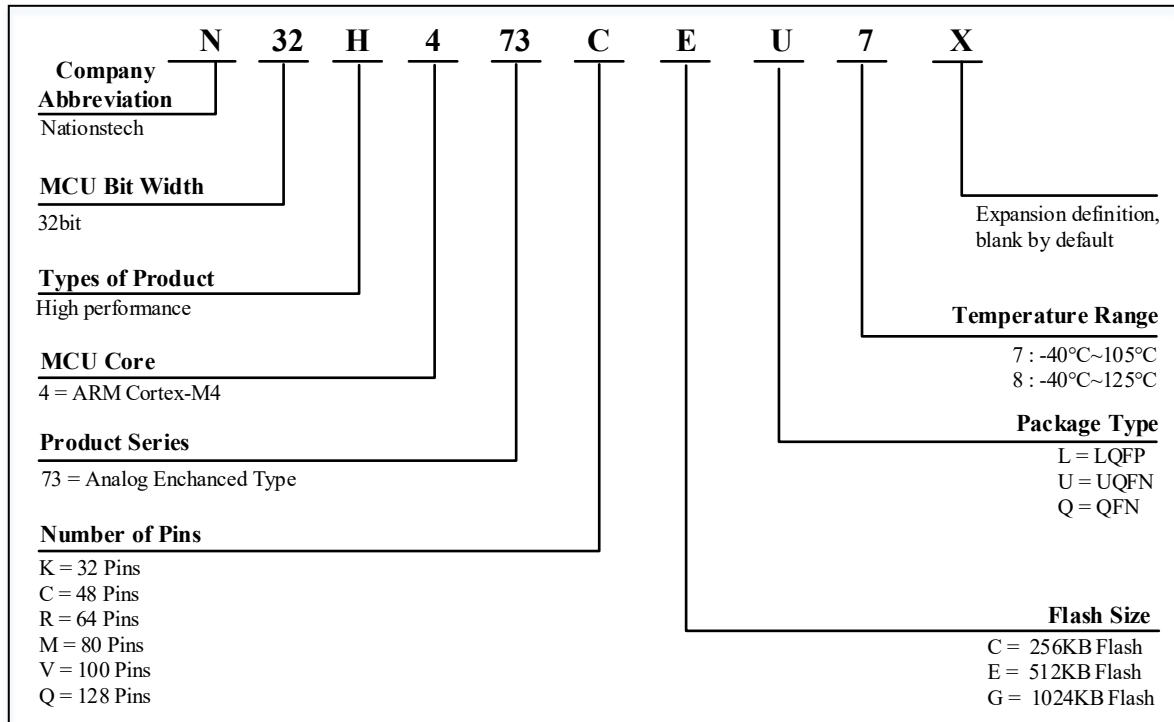 N 32 H 4 73 C E U 7 X
Company
Abbreviation
Nationstech
MCU Bit Width
32bit
Types of Product
High performance
MCU Core
4 = ARM Cortex-M4
Product Series
73 = Analog Enchanced Type
Number of Pins
K = 32 Pins
C = 48 Pins
R = 64 Pins
M = 80 Pins
V = 100 Pins
Q = 128 Pins
Expansion definition,
blank by default
Temperature Range
7 : -40°C~105°C
8 : -40°C~125°C
Package Type
L = LQFP
U = UQFN
Q = QFN
Flash Size
C = 256KB Flash
E = 512KB Flash
G = 1024KB Flash